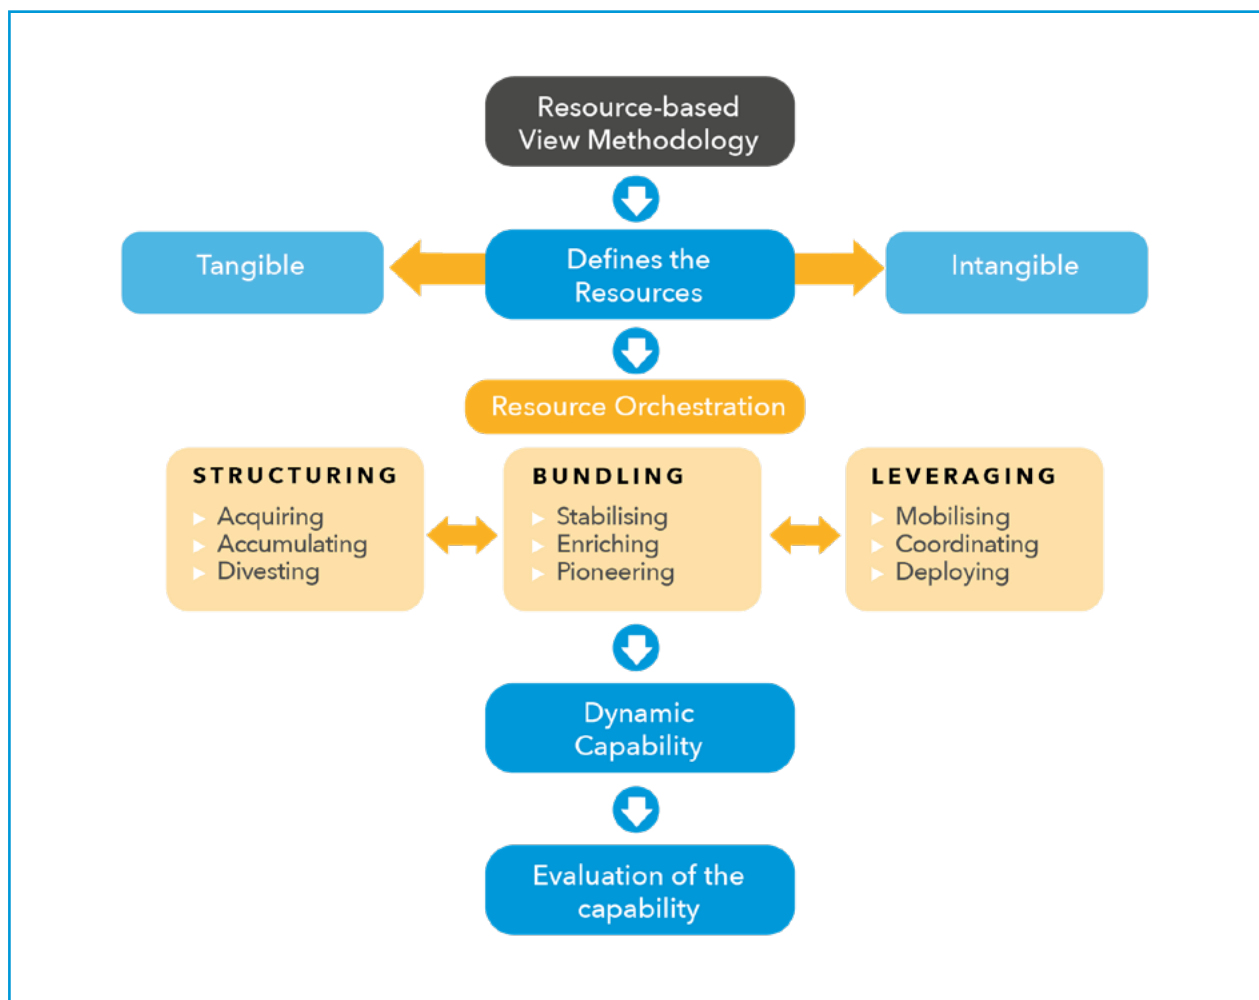 Resource-based
View Methodology
Tangible
Defines the
Resources
Intangible
Resource Orchestration
STRUCTURING
Acquiring
Accumulating
Divesting
BUNDLING
Stabilising
Enriching
Pioneering
LEVERAGING
Mobilising
Coordinating
Deploying
Dynamic
Capability
Evaluation of the
capability